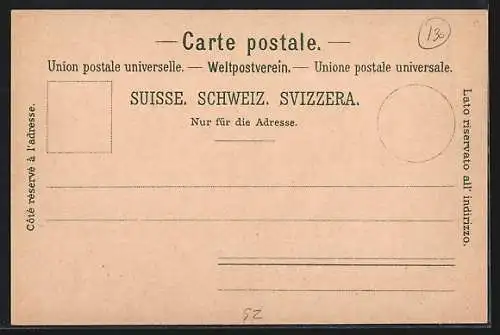 — Carte postale. —
130
Union postale universelle. — Weltpostverein. — Unione postale universale.
SUISSE. SCHWEIZ. SVIZZERA.
Nur für die Adresse.
Côté réservé à l'adresse.
Lato riservato all' indirizzo.